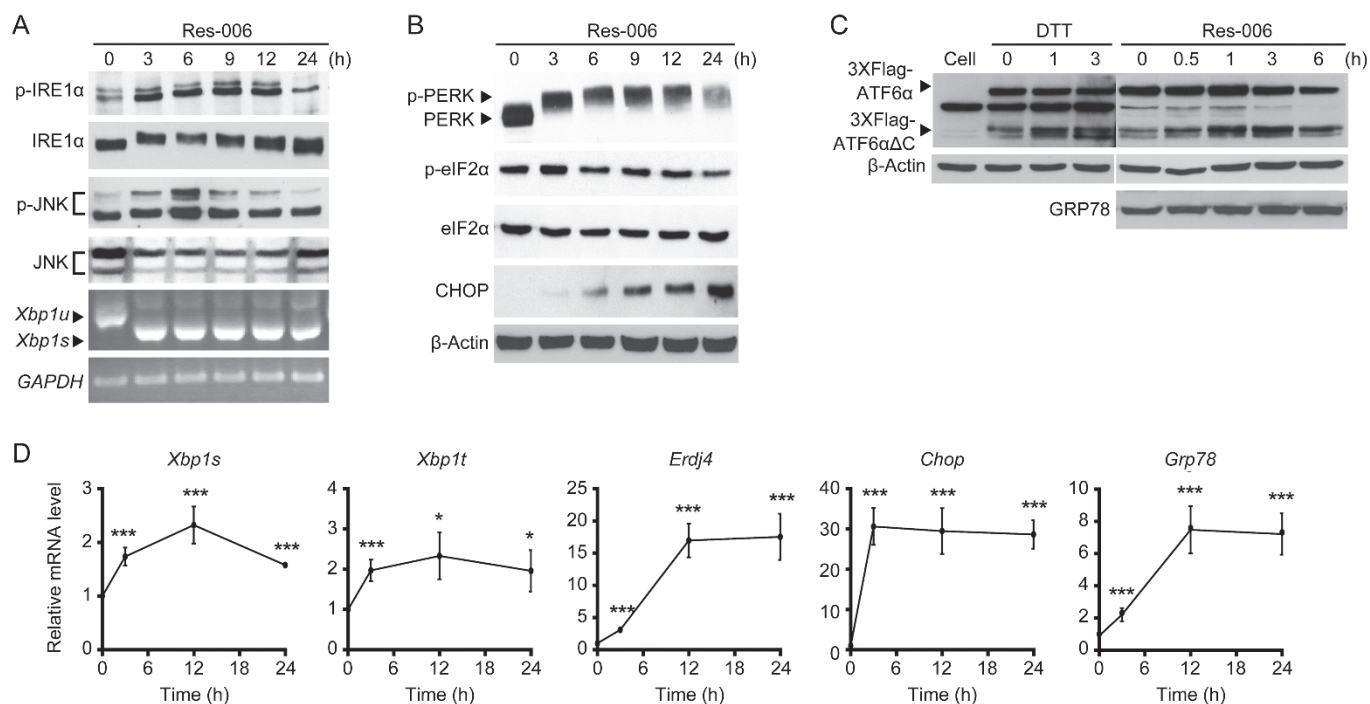 A
Res-006
0 3 6 9 12 24 (h)
p-IRE1α
IRE1α
p-JNK
JNK
Xbp1u
Xbp1s
GAPDH
B
Res-006
0 3 6 9 12 24 (h)
p-PERK
PERK
p-eIF2α
eIF2α
CHOP
β-Actin
C
DTT Res-006
Cell 0 1 3 0 0.5 1 3 6 (h)
3XFlag-
ATF6α
3XFlag-
ATF6αΔC
β-Actin
GRP78
D
Relative mRNA level
Xbp1s
3
2
1
0
*** *** ***
0 6 12 18 24
Time (h)
Xbp1t
4
3
2
1
0
*** * *
0 6 12 18 24
Time (h)
Erdj4
25
20
15
10
5
0
*** *** ***
0 6 12 18 24
Time (h)
Chop
40
30
20
10
0
*** *** ***
0 6 12 18 24
Time (h)
Grp78
10
8
6
4
2
0
*** *** ***
0 6 12 18 24
Time (h)